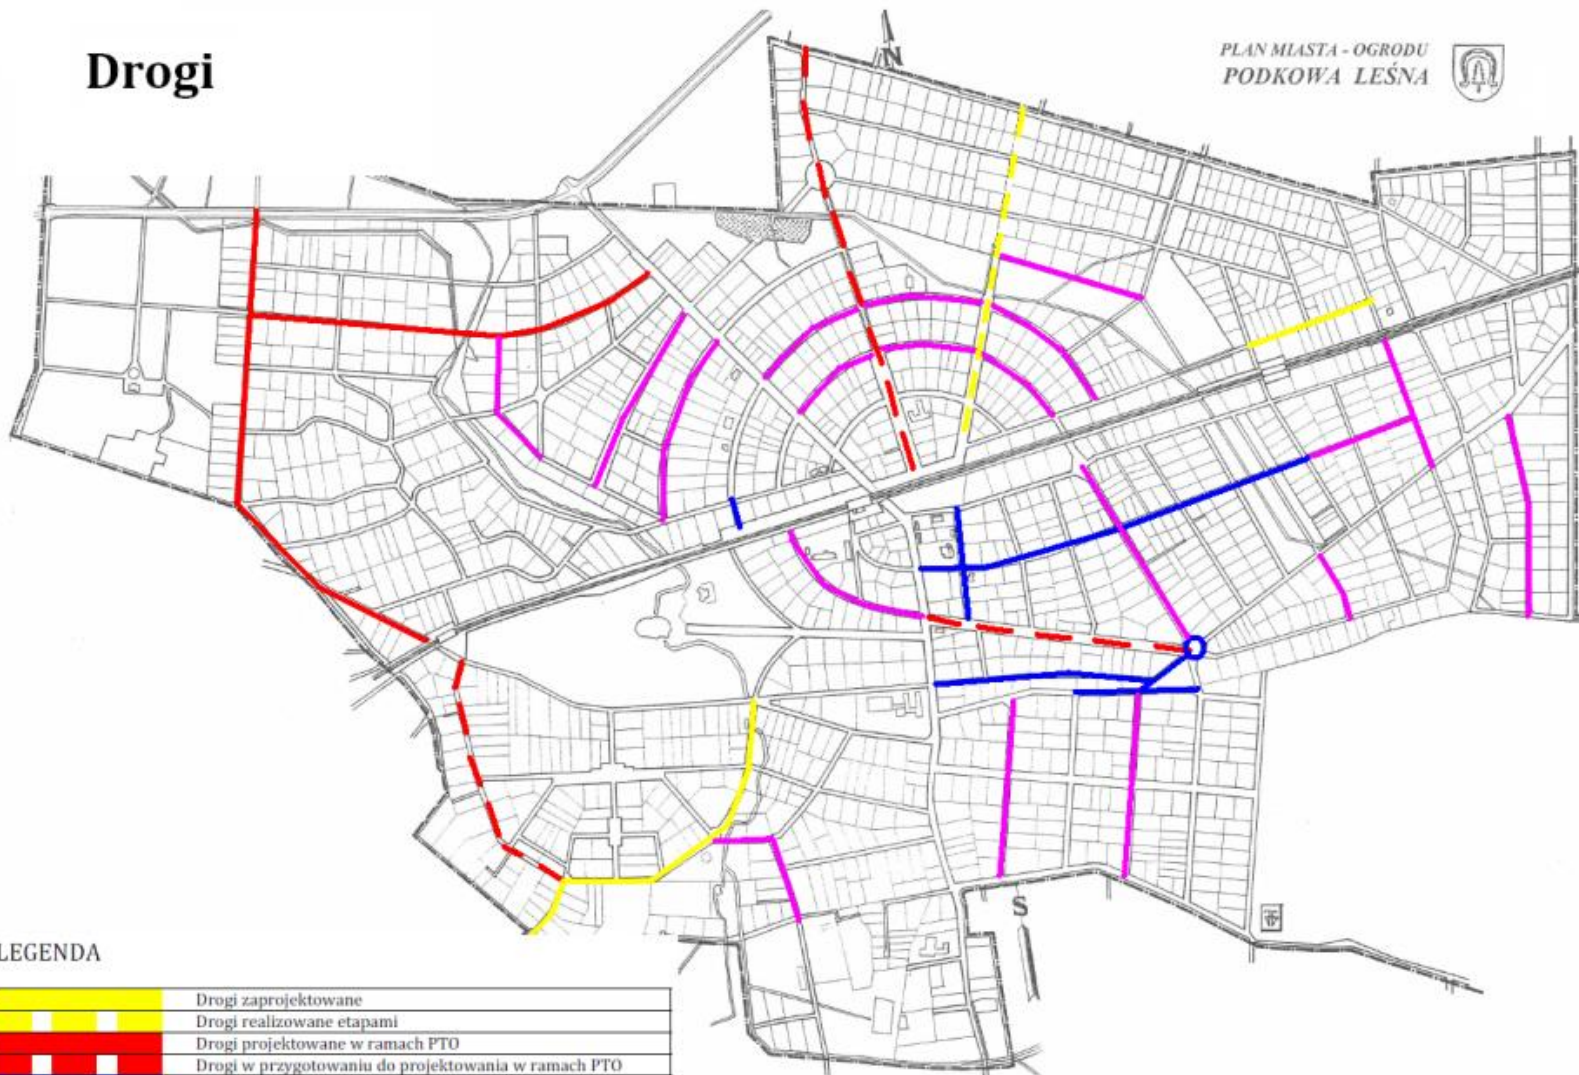 Drogi
PLAN MIASTA - OGRODU
PODKOWA LEŚNA
N
S
LEGENDA
Drogi zaprojektowane
Drogi realizowane etapami
Drogi projektowane w ramach PTO
Drogi w przygotowaniu do projektowania w ramach PTO